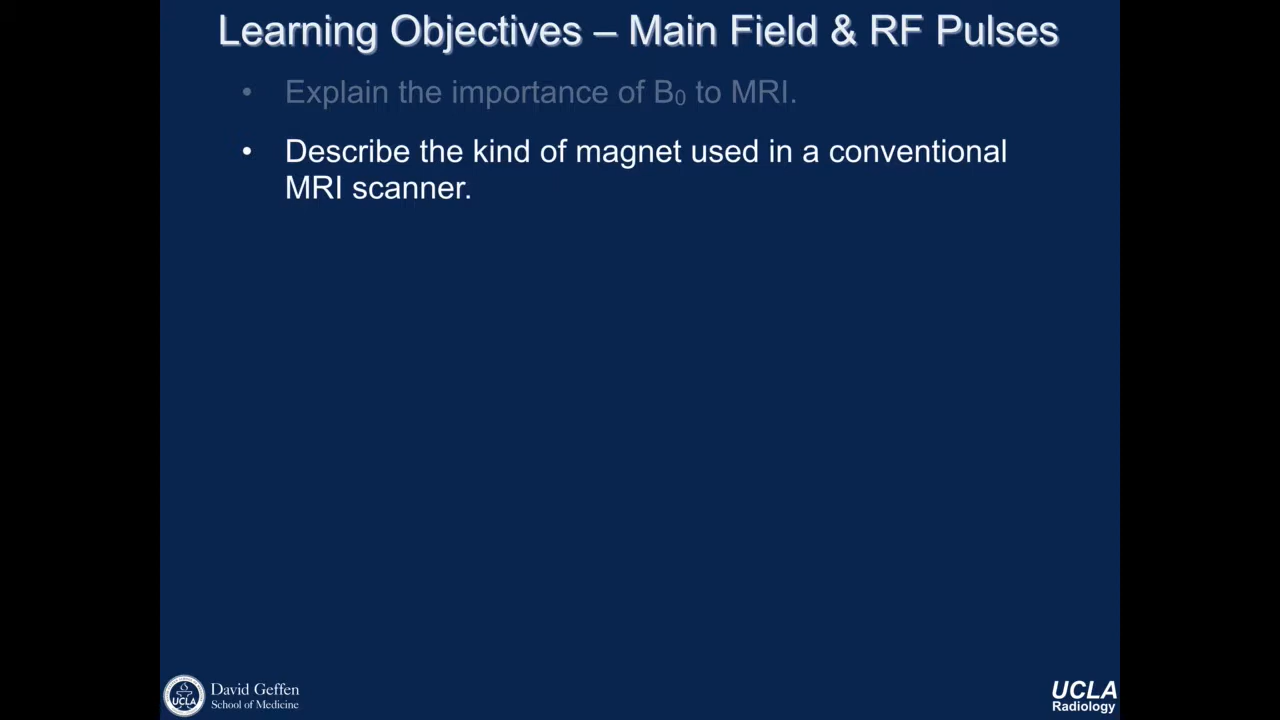 Learning Objectives – Main Field & RF Pulses
• Explain the importance of B₀ to MRI.
• Describe the kind of magnet used in a conventional
MRI scanner.
UCLA
David Geffen
School of Medicine
UCLA
Radiology